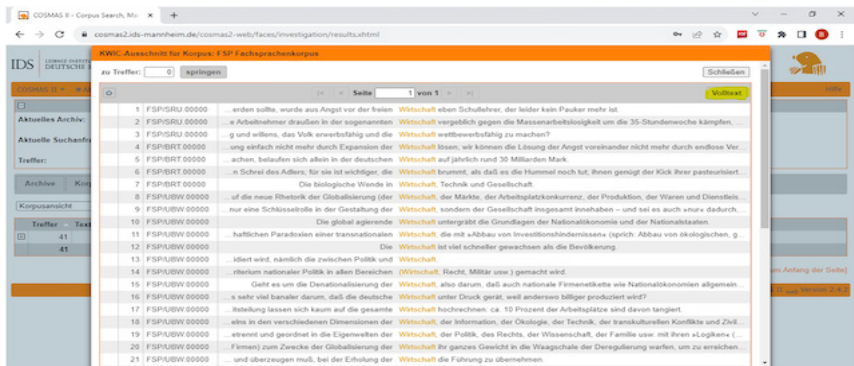 COSMAS II – Corpus Search, Ma
cosmas2.ids-mannheim.de/cosmas2-web/faces/investigation/results.xhtml
KWIC-Ausschnitt für Korpus: FSP Fachsprachenkorpus
IDS
zu Treffer: 0 springen Schließen
Seite 1 von 1 Volltext
COSMAS II Hilfe
1 FSP/SRU.00000 ...erden sollte, wurde aus Angst vor der freien Wirtschaft eben Schullehrer, der leider kein Pauker mehr ist.
2 FSP/SRU.00000 ...e Arbeitnehmer draußen in der sogenannten Wirtschaft vergeblich gegen die Massenarbeitslosigkeit um die 35-Stundenwoche kämpfen, ...
Aktuelles Archiv:
3 FSP/SRU.00000 ...g und willens, das Volk erwerbsfähig und die Wirtschaft wettbewerbsfähig zu machen?
4 FSP/BRT.00000 ...ung einfach nicht mehr durch Expansion der Wirtschaft lösen; wir können die Lösung der Angst voreinander nicht mehr durch endlose Ver...
Aktuelle Suchanfra
5 FSP/BRT.00000 ...achen, belaufen sich allein in der deutschen Wirtschaft auf jährlich rund 30 Milliarden Mark.
Treffer:
6 FSP/BRT.00000 ...n Schrei des Adlers; für sie ist wichtiger, die Wirtschaft brummt, als daß es die Hummel noch tut; ihnen genügt der Kick ihrer pasteurisiert...
7 FSP/BRT.00000 Die biologische Wende in Wirtschaft, Technik und Gesellschaft.
Archive Korp
8 FSP/UBW.00000 ...uf die neue Rhetorik der Globalisierung (der Wirtschaft, der Märkte, der Arbeitsplatzkonkurrenz, der Produktion, der Waren und Dienstleis...
Korpusansicht
9 FSP/UBW.00000 ...nur eine Schlüsselrolle in der Gestaltung der Wirtschaft, sondern der Gesellschaft insgesamt innehaben – und sei es auch »nur« dadurch,...
10 FSP/UBW.00000 Die global agierende Wirtschaft untergräbt die Grundlagen der Nationalökonomie und der Nationalstaaten.
Treffer Text
11 FSP/UBW.00000 ...haftlichen Paradoxien einer transnationalen Wirtschaft, die mit »Abbau von Investitionshindernissen« (sprich: Abbau von ökologischen, g...
41
12 FSP/UBW.00000 Die Wirtschaft ist viel schneller gewachsen als die Bevölkerung.
41
13 FSP/UBW.00000 ...idiert wird, nämlich die zwischen Politik und Wirtschaft.
14 FSP/UBW.00000 ...riterium nationaler Politik in allen Bereichen (Wirtschaft, Recht, Militär usw.) gemacht wird.
um Anfang der Seite]
15 FSP/UBW.00000 Geht es um die Denationalisierung der Wirtschaft, also darum, daß auch nationale Firmenetikette wie Nationalökonomien allgemein...
II web Version 2.4.2
16 FSP/UBW.00000 ...s sehr viel banaler darum, daß die deutsche Wirtschaft unter Druck gerät, weil anderswo billiger produziert wird?
17 FSP/UBW.00000 ...itsteilung lassen sich kaum auf die gesamte Wirtschaft hochrechnen: ca. 10 Prozent der Arbeitsplätze sind davon tangiert.
18 FSP/UBW.00000 ...elns in den verschiedenen Dimensionen der Wirtschaft, der Information, der Ökologie, der Technik, der transkulturellen Konflikte und Zivil...
19 FSP/UBW.00000 ...etrennt und geordnet in die Eigenwelten der Wirtschaft, der Politik, des Rechts, der Wissenschaft, der Familie usw. mit ihren »Logiken« (...
20 FSP/UBW.00000 ...Firmen) zum Zwecke der Globalisierung der Wirtschaft ihr ganzes Gewicht in die Waagschale der Deregulierung warfen, um zu erreichen...
21 FSP/UBW.00000 ...und überzeugen muß, bei der Erholung der Wirtschaft die Führung zu übernehmen.